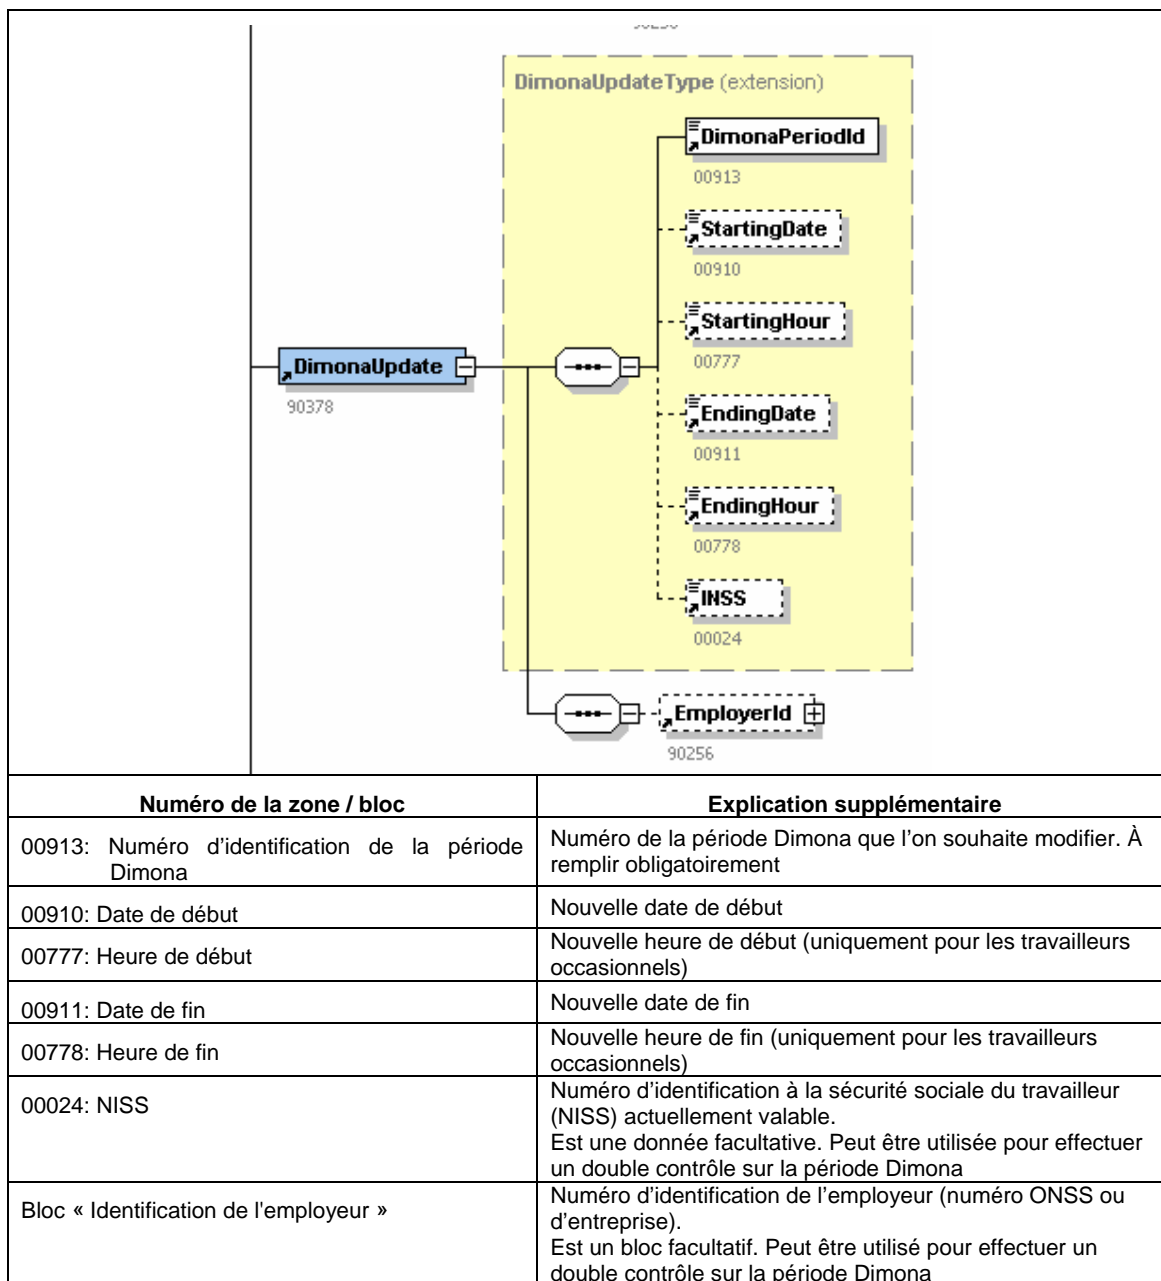 DimonaUpdateType (extension)
DimonaPeriodId
00913
StartingDate
00910
StartingHour
00777
DimonaUpdate
90378
EndingDate
00911
EndingHour
00778
INSS
00024
EmployerId
90256
Numéro de la zone / bloc
Explication supplémentaire
00913: Numéro d’identification de la période
Dimona
Numéro de la période Dimona que l’on souhaite modifier. À
remplir obligatoirement
00910: Date de début
Nouvelle date de début
00777: Heure de début
Nouvelle heure de début (uniquement pour les travailleurs
occasionnels)
00911: Date de fin
Nouvelle date de fin
00778: Heure de fin
Nouvelle heure de fin (uniquement pour les travailleurs
occasionnels)
00024: NISS
Numéro d’identification à la sécurité sociale du travailleur
(NISS) actuellement valable.
Est une donnée facultative. Peut être utilisée pour effectuer
un double contrôle sur la période Dimona
Bloc « Identification de l'employeur »
Numéro d’identification de l’employeur (numéro ONSS ou
d’entreprise).
Est un bloc facultatif. Peut être utilisé pour effectuer un
double contrôle sur la période Dimona